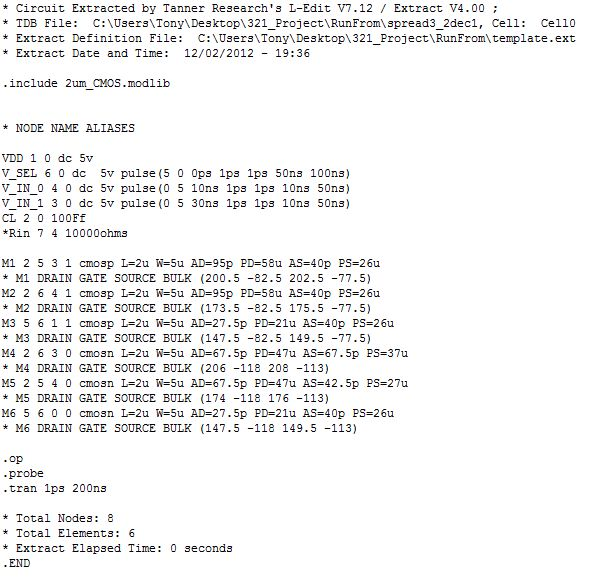 * Circuit Extracted by Tanner Research's L-Edit V7.12 / Extract V4.00 ;
* TDB File:  C:\Users\Tony\Desktop\321_Project\RunFrom\spread3_2dec1, Cell:  Cell0
* Extract Definition File:  C:\Users\Tony\Desktop\321_Project\RunFrom\template.ext
* Extract Date and Time:  12/02/2012 - 19:36
.include 2um_CMOS.modlib
* NODE NAME ALIASES
VDD 1 0 dc 5v
V_SEL 6 0 dc  5v pulse(5 0 0ps 1ps 1ps 50ns 100ns)
V_IN_0 4 0 dc 5v pulse(0 5 10ns 1ps 1ps 10ns 50ns)
V_IN_1 3 0 dc 5v pulse(0 5 30ns 1ps 1ps 10ns 50ns)
CL 2 0 100Ff
*Rin 7 4 10000ohms
M1 2 5 3 1 cmosp L=2u W=5u AD=95p PD=58u AS=40p PS=26u
* M1 DRAIN GATE SOURCE BULK (200.5 -82.5 202.5 -77.5)
M2 2 6 4 1 cmosp L=2u W=5u AD=95p PD=58u AS=40p PS=26u
* M2 DRAIN GATE SOURCE BULK (173.5 -82.5 175.5 -77.5)
M3 5 6 1 1 cmosp L=2u W=5u AD=27.5p PD=21u AS=40p PS=26u
* M3 DRAIN GATE SOURCE BULK (147.5 -82.5 149.5 -77.5)
M4 2 6 3 0 cmosn L=2u W=5u AD=67.5p PD=47u AS=67.5p PS=37u
* M4 DRAIN GATE SOURCE BULK (206 -118 208 -113)
M5 2 5 4 0 cmosn L=2u W=5u AD=67.5p PD=47u AS=42.5p PS=27u
* M5 DRAIN GATE SOURCE BULK (174 -118 176 -113)
M6 5 6 0 0 cmosn L=2u W=5u AD=27.5p PD=21u AS=40p PS=26u
* M6 DRAIN GATE SOURCE BULK (147.5 -118 149.5 -113)
.op
.probe
.tran 1ps 200ns
* Total Nodes: 8
* Total Elements: 6
* Extract Elapsed Time: 0 seconds
.END